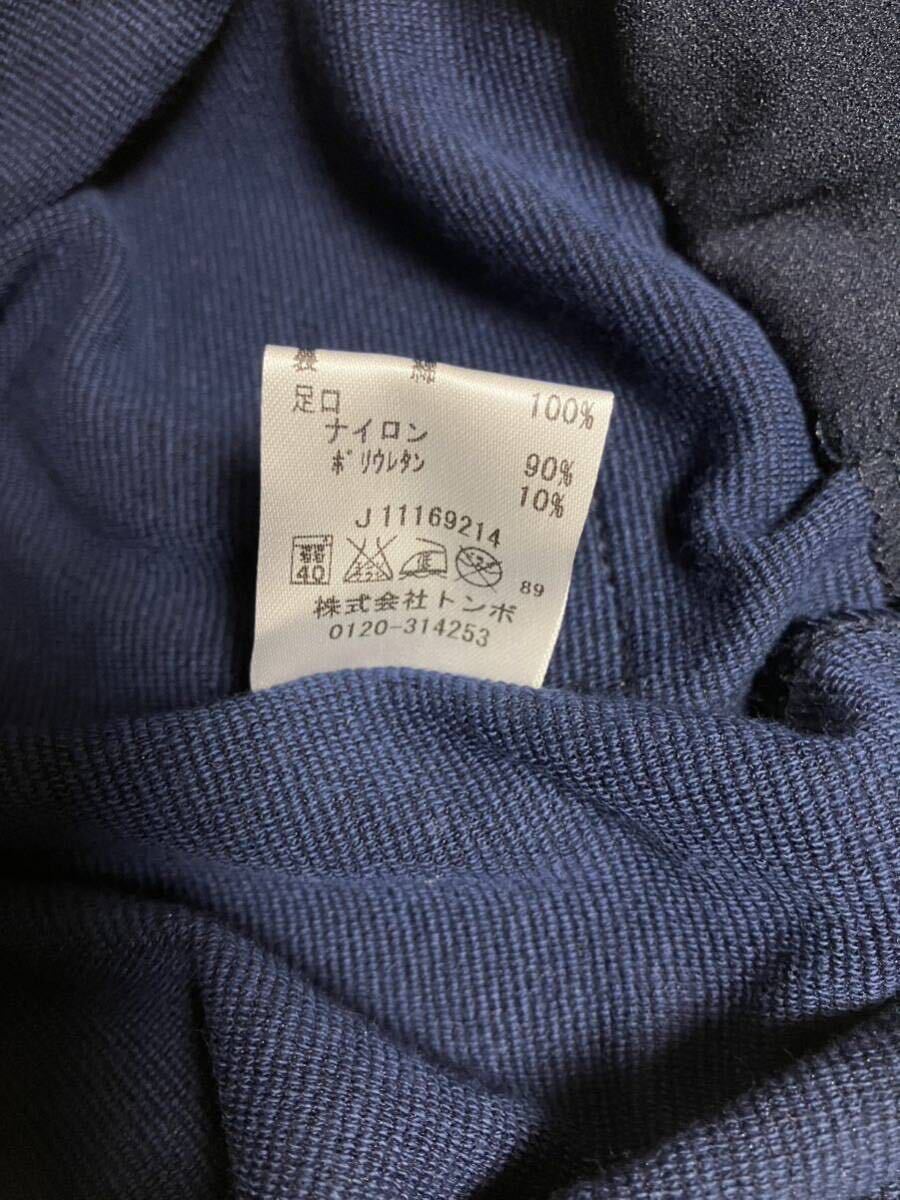 綿
100%
足口
ナイロン 90%
ポリウレタン 10%
J11169214
40
89
株式会社トンボ
0120-314253